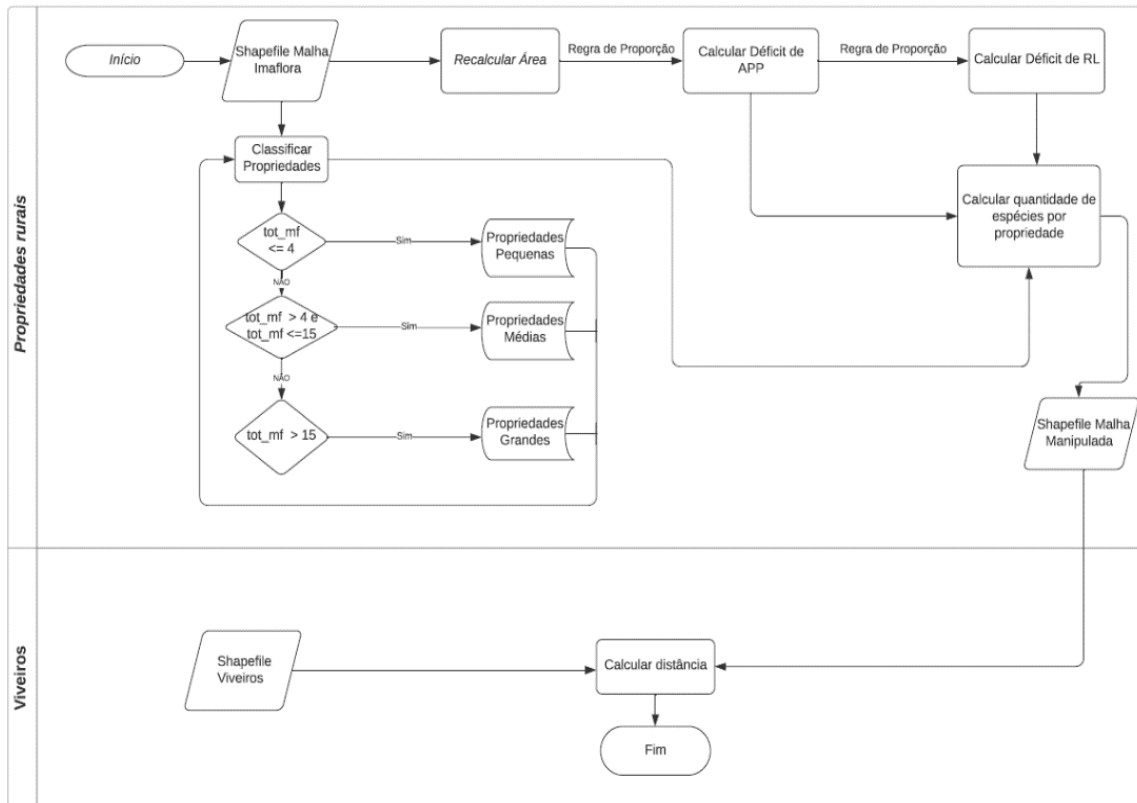 Propriedades rurais
Início
Shapefile Malha
Imaflora
Recalcular Área
Regra de Proporção
Calcular Déficit de
APP
Regra de Proporção
Calcular Déficit de RL
Classificar
Propriedades
Calcular quantidade de
espécies por
propriedade
tot_mf
<= 4
Sim
Propriedades
Pequenas
NÃO
tot_mf > 4 e
tot_mf <=15
Sim
Propriedades
Médias
NÃO
tot_mf > 15
Sim
Propriedades
Grandes
Shapefile Malha
Manipulada
Viveiros
Shapefile
Viveiros
Calcular distância
Fim